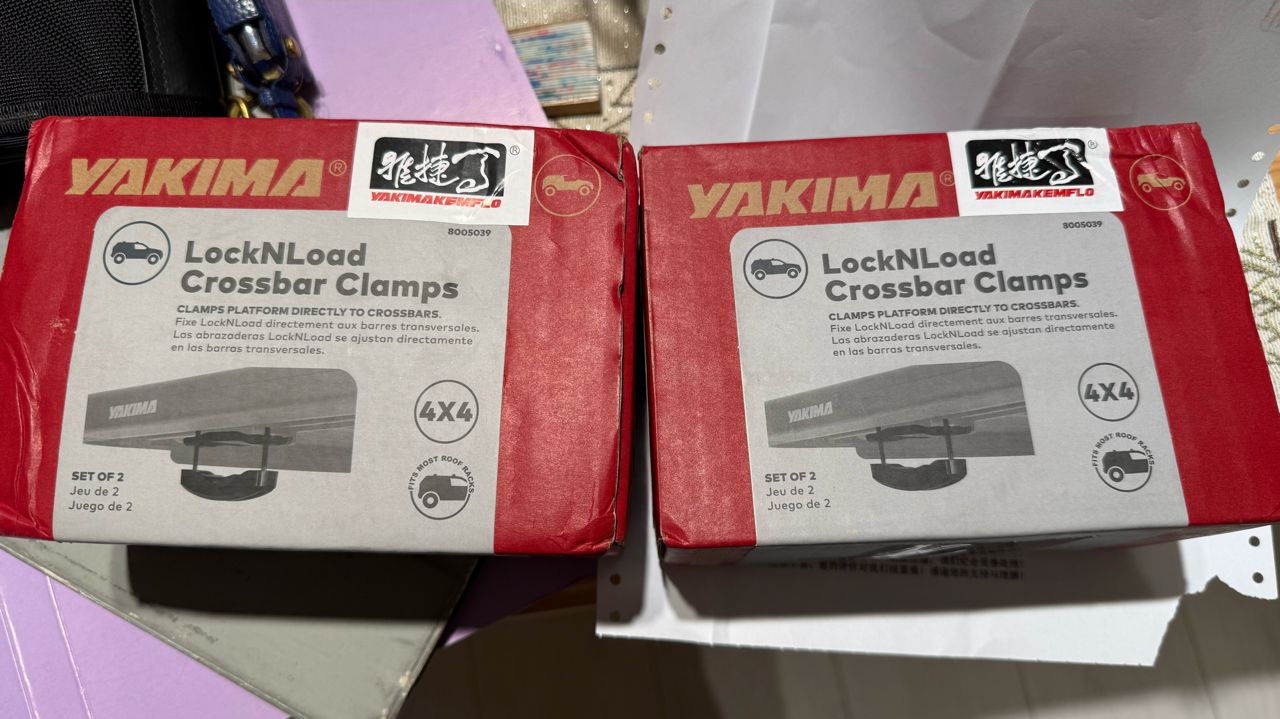 YAKIMA®
雅捷了®
YAKIMAKEMFLO
8005039
LockNLoad
Crossbar Clamps
CLAMPS PLATFORM DIRECTLY TO CROSSBARS.
Fixe LockNLoad directement aux barres transversales.
Las abrazaderas LockNLoad se ajustan directamente
en las barras transversales.
YAKIMA
4X4
FITS MOST ROOF RACKS
SET OF 2
Jeu de 2
Juego de 2
YAKIMA®
雅捷了®
YAKIMAKEMFLO
8005039
LockNLoad
Crossbar Clamps
CLAMPS PLATFORM DIRECTLY TO CROSSBARS.
Fixe LockNLoad directement aux barres transversales.
Las abrazaderas LockNLoad se ajustan directamente
en las barras transversales.
YAKIMA
4X4
FITS MOST ROOF RACKS
SET OF 2
Jeu de 2
Juego de 2